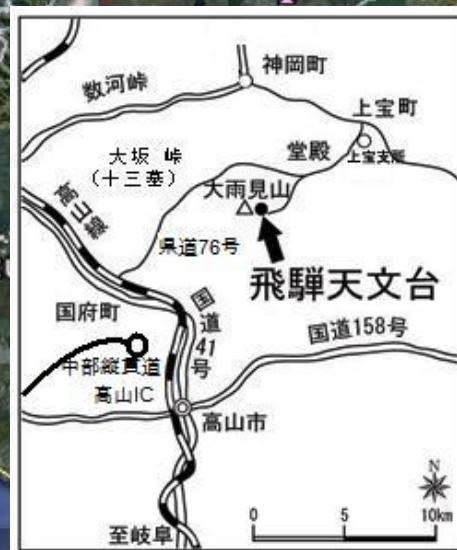 神岡町
数河峠
上宝町
大坂 峠
(十三墓)
堂殿
上宝支所
大雨見山
高山線
県道76号
飛騨天文台
国府町
国道41号
国道158号
中部縦貫道
高山IC
高山市
N
0 5 10km
至岐阜